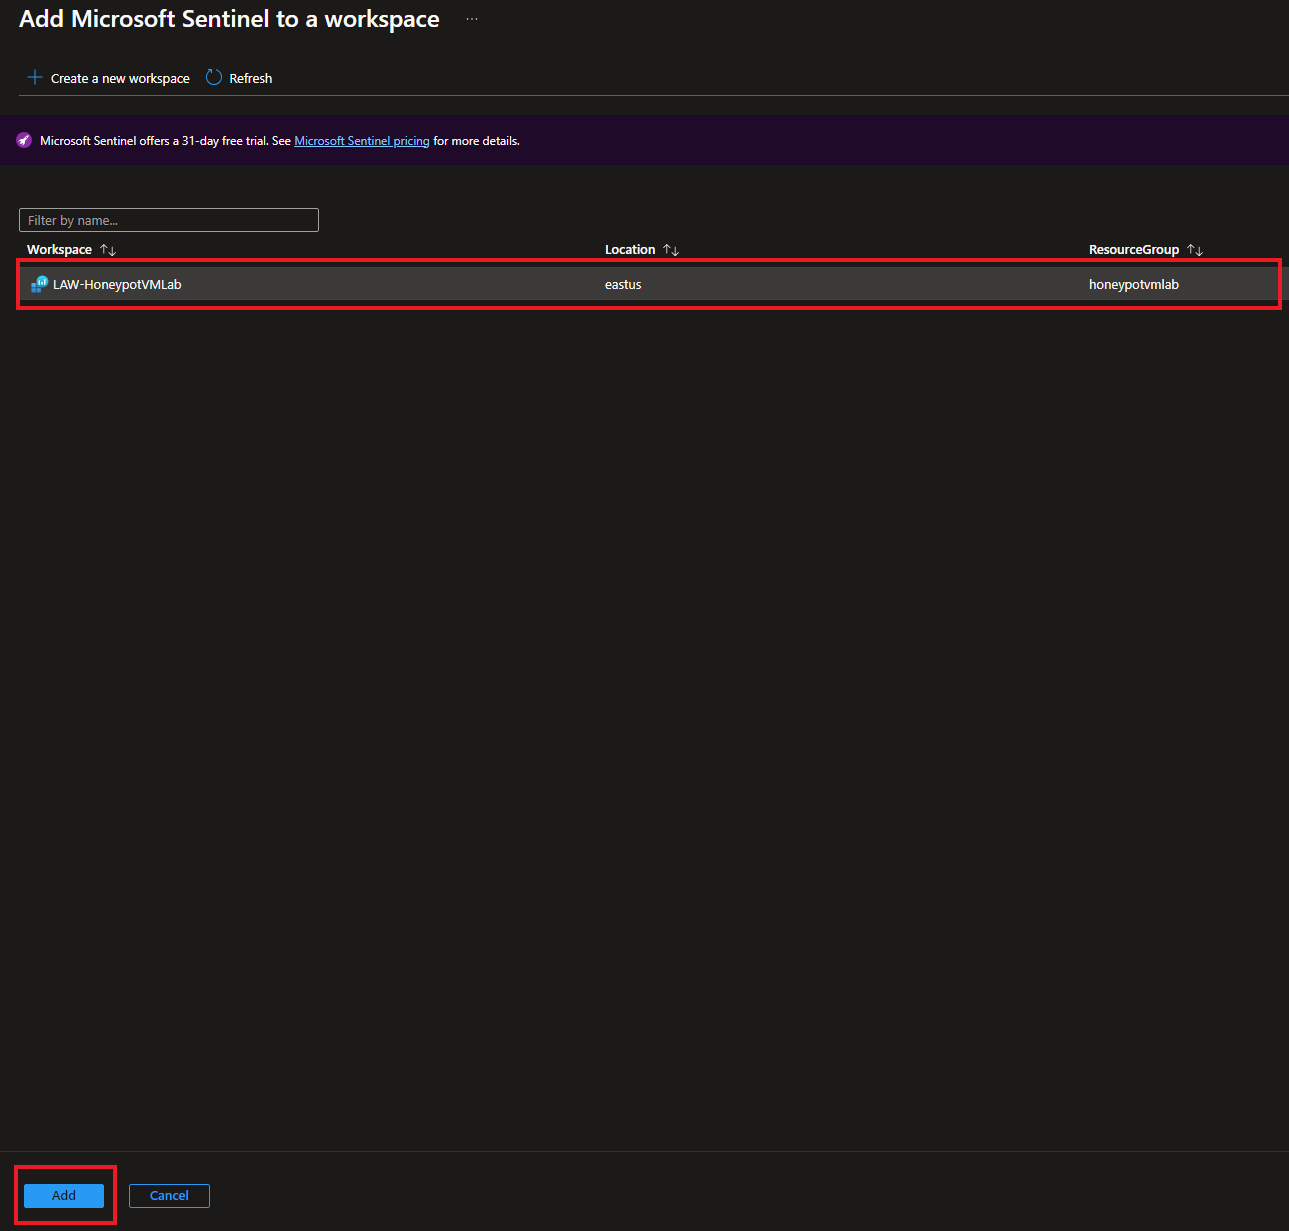 Add Microsoft Sentinel to a workspace ...
Create a new workspace Refresh
Microsoft Sentinel offers a 31-day free trial. See Microsoft Sentinel pricing for more details.
Filter by name...
Workspace Location ResourceGroup
LAW-HoneypotVMLab eastus honeypotvmlab
Add Cancel